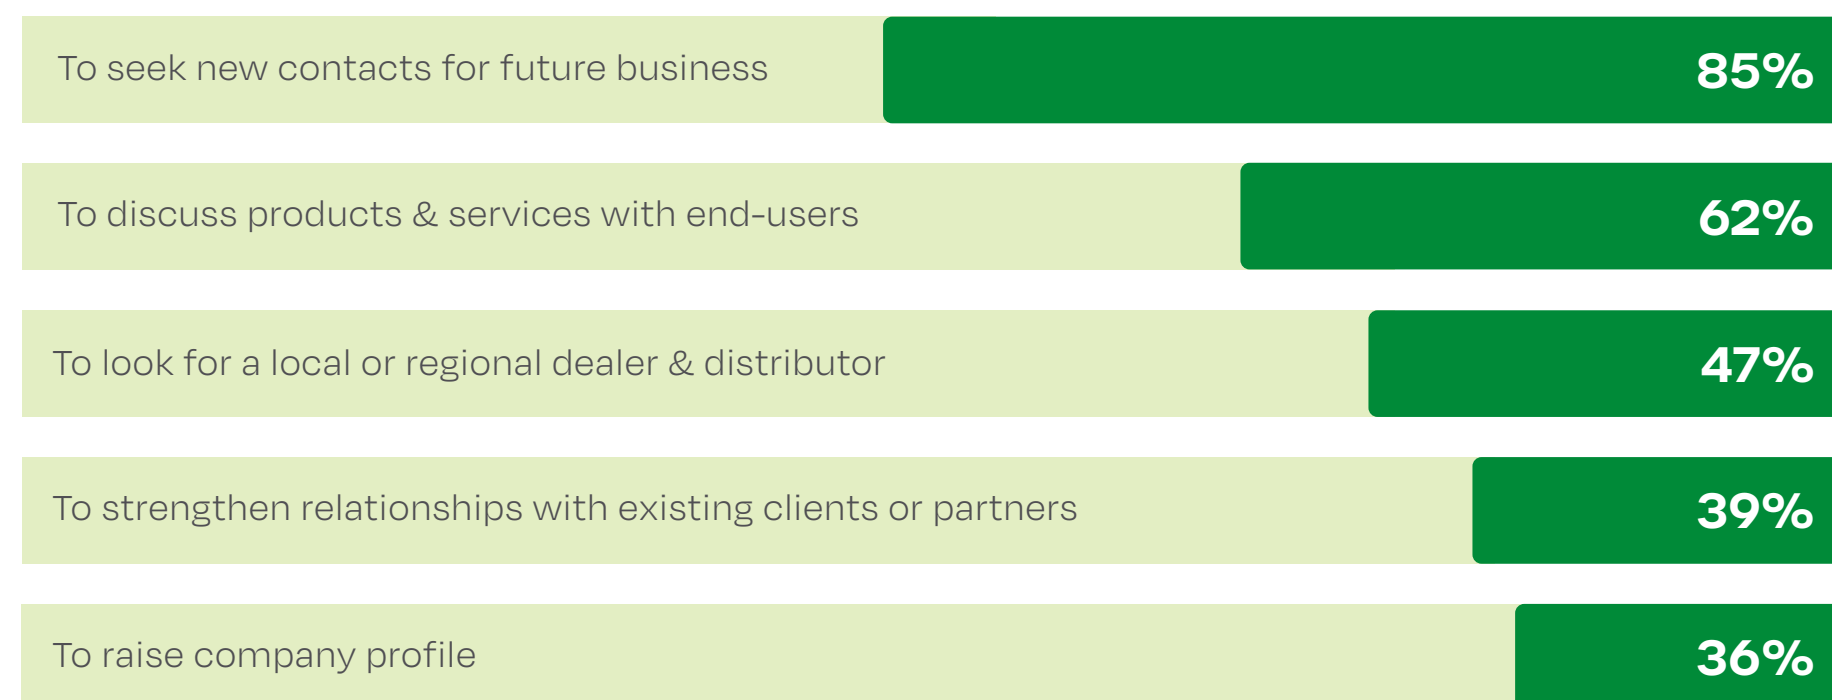 To seek new contacts for future business 85%
To discuss products & services with end-users 62%
To look for a local or regional dealer & distributor 47%
To strengthen relationships with existing clients or partners 39%
To raise company profile 36%